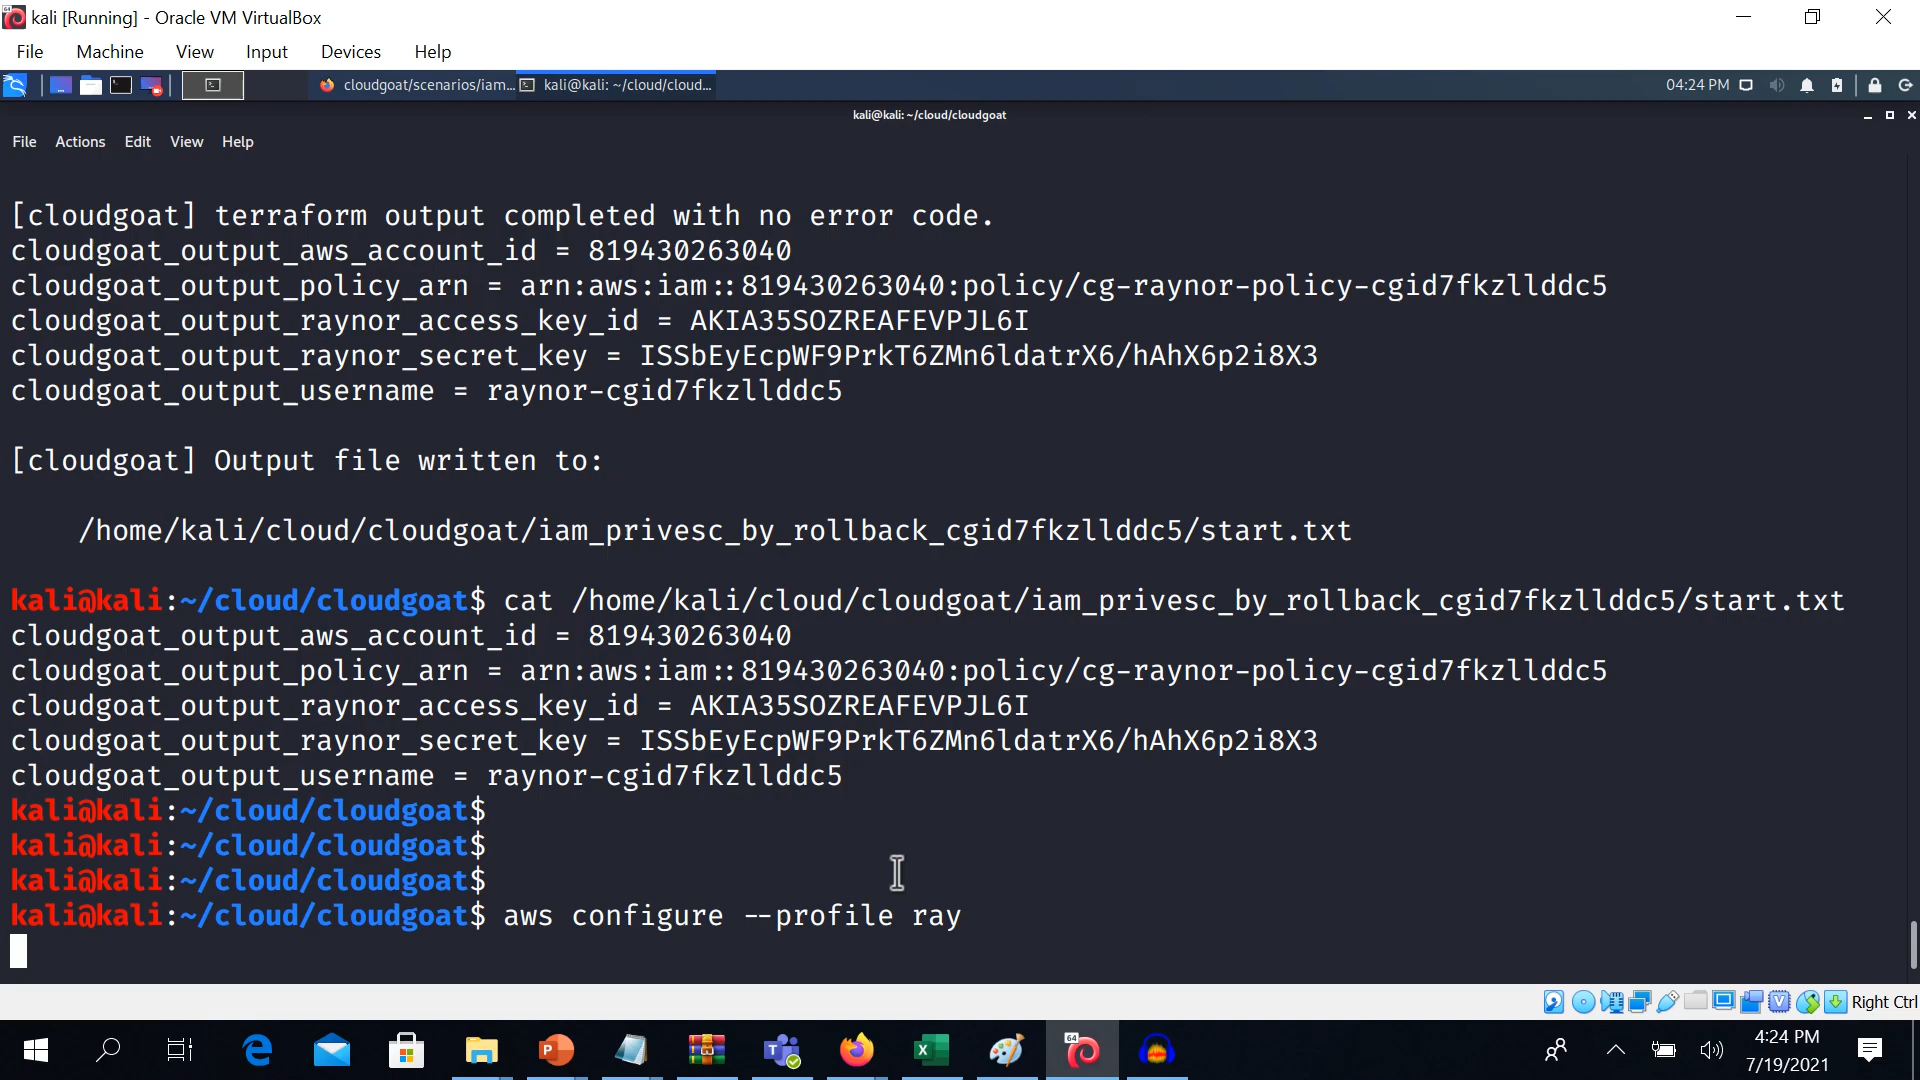 kali [Running] - Oracle VM VirtualBox
File Machine View Input Devices Help
cloudgoat/scenarios/iam... kali@kali: ~/cloud/cloud... 04:24 PM
kali@kali: ~/cloud/cloudgoat
File Actions Edit View Help
[cloudgoat] terraform output completed with no error code.
cloudgoat_output_aws_account_id = 819430263040
cloudgoat_output_policy_arn = arn:aws:iam::819430263040:policy/cg-raynor-policy-cgid7fkzllddc5
cloudgoat_output_raynor_access_key_id = AKIA35SOZREAFEVPJL6I
cloudgoat_output_raynor_secret_key = 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
cloudgoat_output_username = raynor-cgid7fkzllddc5
[cloudgoat] Output file written to:
/home/kali/cloud/cloudgoat/iam_privesc_by_rollback_cgid7fkzllddc5/start.txt
kali@kali:~/cloud/cloudgoat$ cat /home/kali/cloud/cloudgoat/iam_privesc_by_rollback_cgid7fkzllddc5/start.txt
cloudgoat_output_aws_account_id = 819430263040
cloudgoat_output_policy_arn = arn:aws:iam::819430263040:policy/cg-raynor-policy-cgid7fkzllddc5
cloudgoat_output_raynor_access_key_id = AKIA35SOZREAFEVPJL6I
cloudgoat_output_raynor_secret_key = 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
cloudgoat_output_username = raynor-cgid7fkzllddc5
kali@kali:~/cloud/cloudgoat$
kali@kali:~/cloud/cloudgoat$
kali@kali:~/cloud/cloudgoat$
kali@kali:~/cloud/cloudgoat$ aws configure --profile ray
Right Ctrl
4:24 PM
7/19/2021